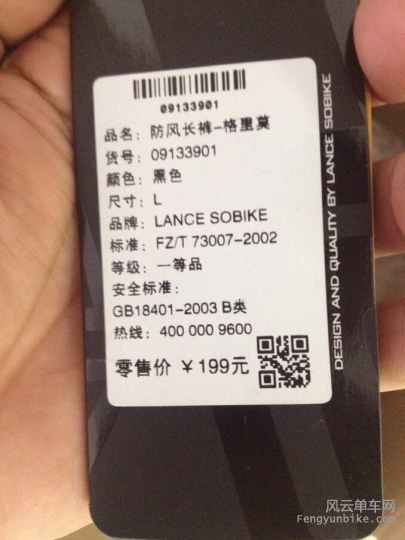 09133901
品名: 防风长裤-格里莫
货号: 09133901
颜色: 黑色
尺寸: L
品牌: LANCE SOBIKE
标准: FZ/T 73007-2002
等级: 一等品
安全标准:
GB18401-2003 B类
热线: 400 000 9600
零售价 ￥199元
DESIGN AND QUALITY BY LANCE SOBIKE
风云单车网
Fengyunbike.com